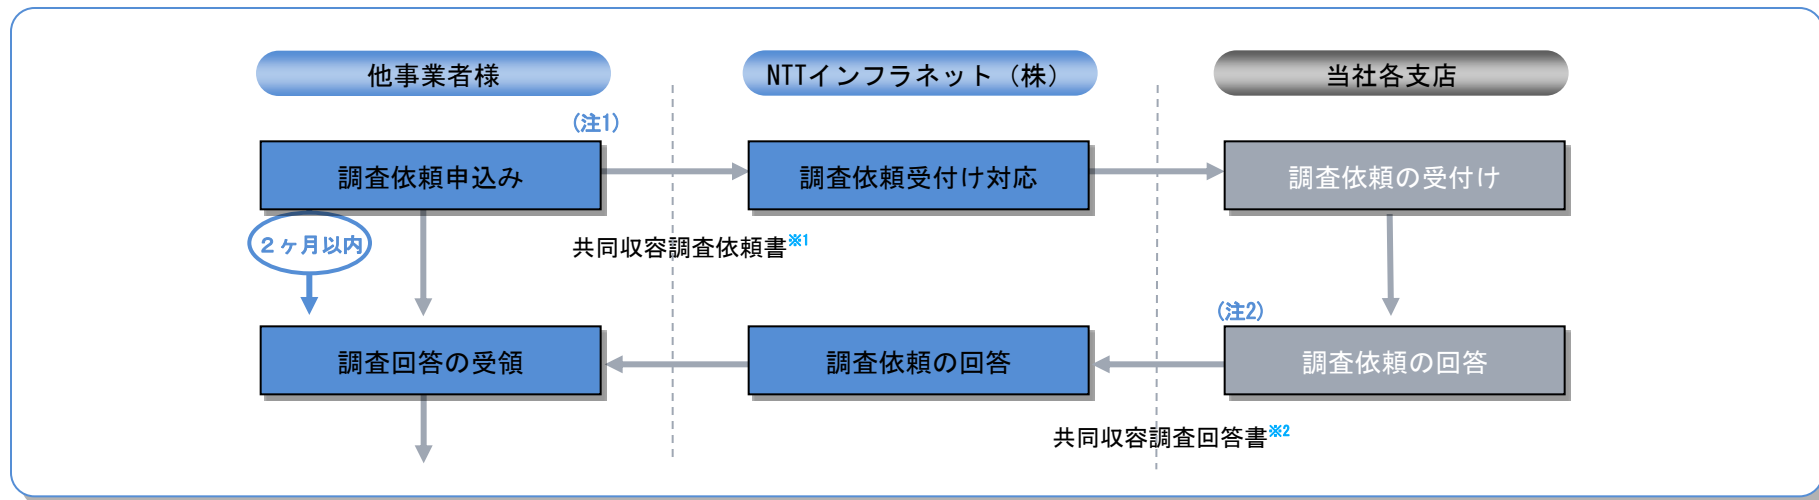 他事業者様
NTTインフラネット（株）
当社各支店
(注1)
調査依頼申込み
調査依頼受付け対応
調査依頼の受付け
２ヶ月以内
共同収容調査依頼書※1
(注2)
調査回答の受領
調査依頼の回答
調査依頼の回答
共同収容調査回答書※2